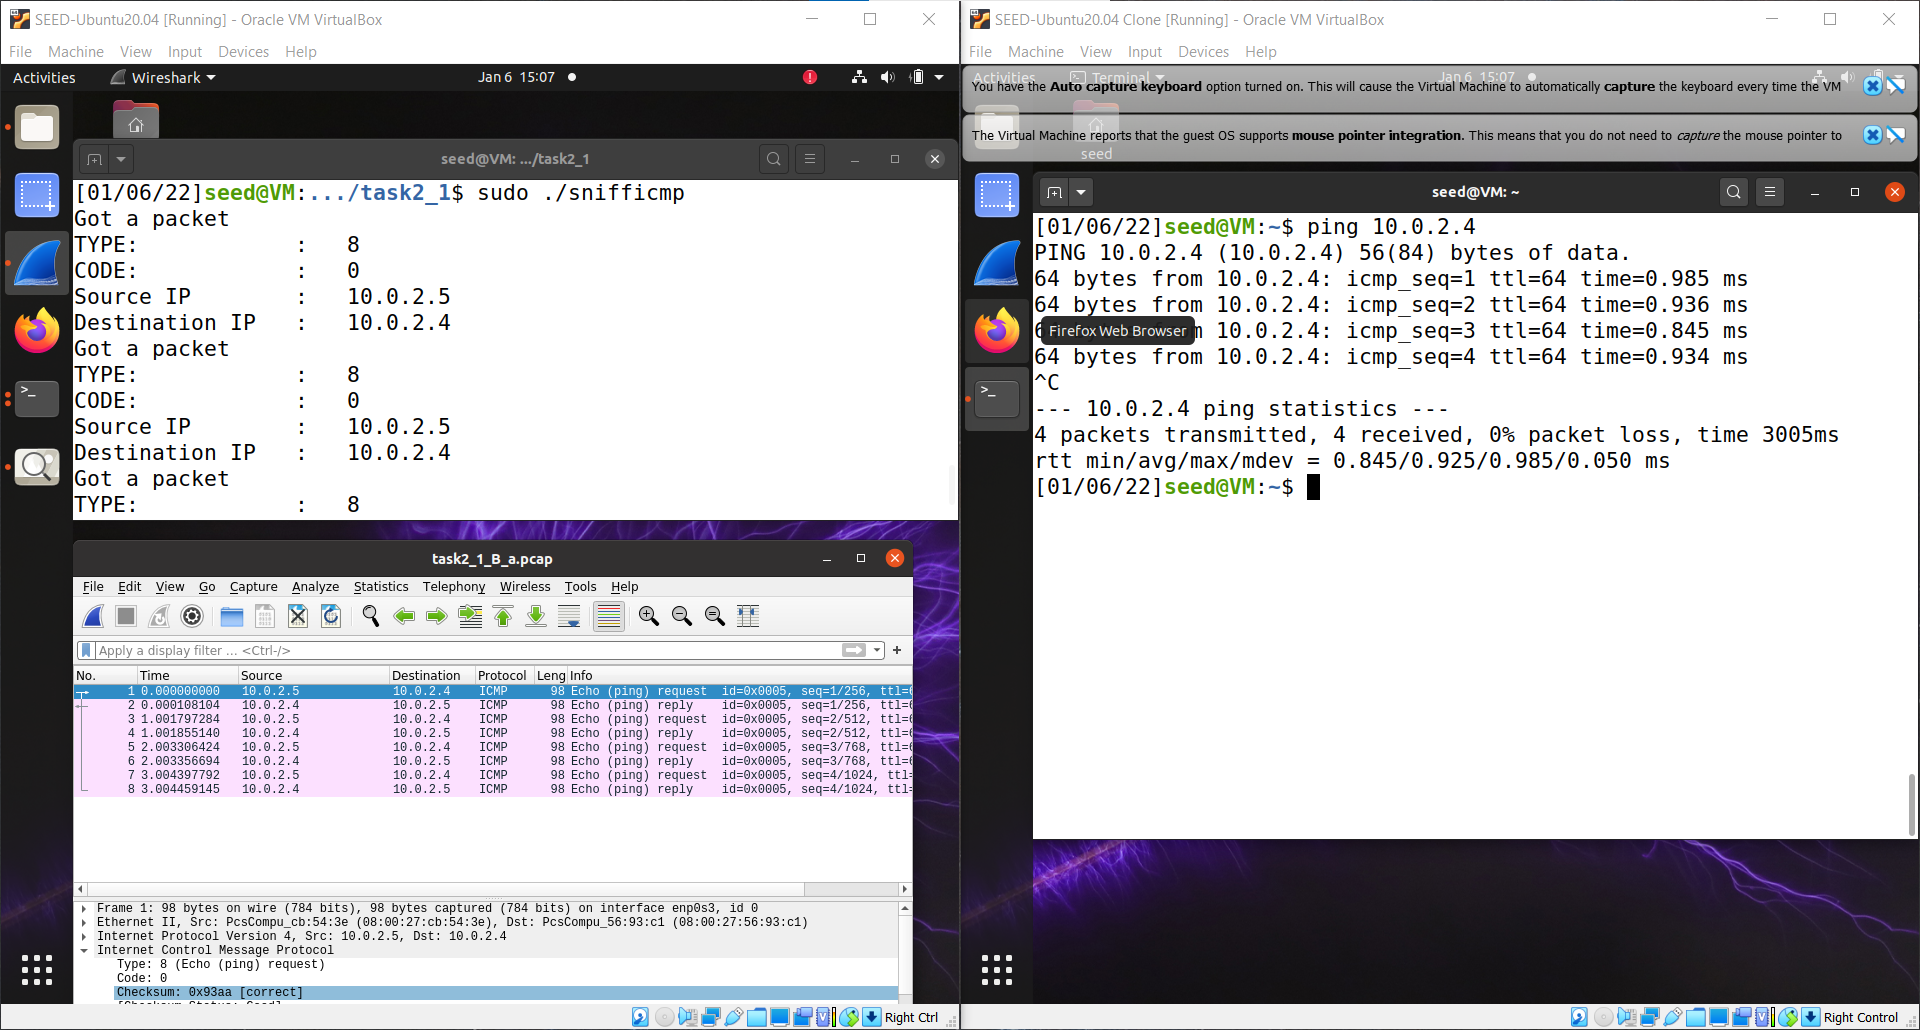 SEED-Ubuntu20.04 [Running] - Oracle VM VirtualBox
File Machine View Input Devices Help
Activities Wireshark Jan 6 15:07
seed@VM: .../task2_1
[01/06/22]seed@VM:.../task2_1$ sudo ./snifficmp
Got a packet
TYPE: : 8
CODE: : 0
Source IP : 10.0.2.5
Destination IP : 10.0.2.4
Got a packet
TYPE: : 8
CODE: : 0
Source IP : 10.0.2.5
Destination IP : 10.0.2.4
Got a packet
TYPE: : 8
task2_1_B_a.pcap
File Edit View Go Capture Analyze Statistics Telephony Wireless Tools Help
Apply a display filter ... <Ctrl-/>
No. Time Source Destination Protocol Leng Info
1 0.000000000 10.0.2.5 10.0.2.4 ICMP 98 Echo (ping) request id=0x0005, seq=1/256, ttl=6
2 0.000108104 10.0.2.4 10.0.2.5 ICMP 98 Echo (ping) reply id=0x0005, seq=1/256, ttl=6
3 1.001797284 10.0.2.5 10.0.2.4 ICMP 98 Echo (ping) request id=0x0005, seq=2/512, ttl=6
4 1.001855140 10.0.2.4 10.0.2.5 ICMP 98 Echo (ping) reply id=0x0005, seq=2/512, ttl=6
5 2.003306424 10.0.2.5 10.0.2.4 ICMP 98 Echo (ping) request id=0x0005, seq=3/768, ttl=6
6 2.003356694 10.0.2.4 10.0.2.5 ICMP 98 Echo (ping) reply id=0x0005, seq=3/768, ttl=6
7 3.004397792 10.0.2.5 10.0.2.4 ICMP 98 Echo (ping) request id=0x0005, seq=4/1024, ttl=
8 3.004459145 10.0.2.4 10.0.2.5 ICMP 98 Echo (ping) reply id=0x0005, seq=4/1024, ttl=
Frame 1: 98 bytes on wire (784 bits), 98 bytes captured (784 bits) on interface enp0s3, id 0
Ethernet II, Src: PcsCompu_cb:54:3e (08:00:27:cb:54:3e), Dst: PcsCompu_56:93:c1 (08:00:27:56:93:c1)
Internet Protocol Version 4, Src: 10.0.2.5, Dst: 10.0.2.4
Internet Control Message Protocol
Type: 8 (Echo (ping) request)
Code: 0
Checksum: 0x93aa [correct]
Right Ctrl
SEED-Ubuntu20.04 Clone [Running] - Oracle VM VirtualBox
File Machine View Input Devices Help
Activities Terminal Jan 6 15:07
You have the Auto capture keyboard option turned on. This will cause the Virtual Machine to automatically capture the keyboard every time the VM
The Virtual Machine reports that the guest OS supports mouse pointer integration. This means that you do not need to capture the mouse pointer to
seed
seed@VM: ~
[01/06/22]seed@VM:~$ ping 10.0.2.4
PING 10.0.2.4 (10.0.2.4) 56(84) bytes of data.
64 bytes from 10.0.2.4: icmp_seq=1 ttl=64 time=0.985 ms
64 bytes from 10.0.2.4: icmp_seq=2 ttl=64 time=0.936 ms
Firefox Web Browser 10.0.2.4: icmp_seq=3 ttl=64 time=0.845 ms
64 bytes from 10.0.2.4: icmp_seq=4 ttl=64 time=0.934 ms
^C
--- 10.0.2.4 ping statistics ---
4 packets transmitted, 4 received, 0% packet loss, time 3005ms
rtt min/avg/max/mdev = 0.845/0.925/0.985/0.050 ms
[01/06/22]seed@VM:~$
Right Control